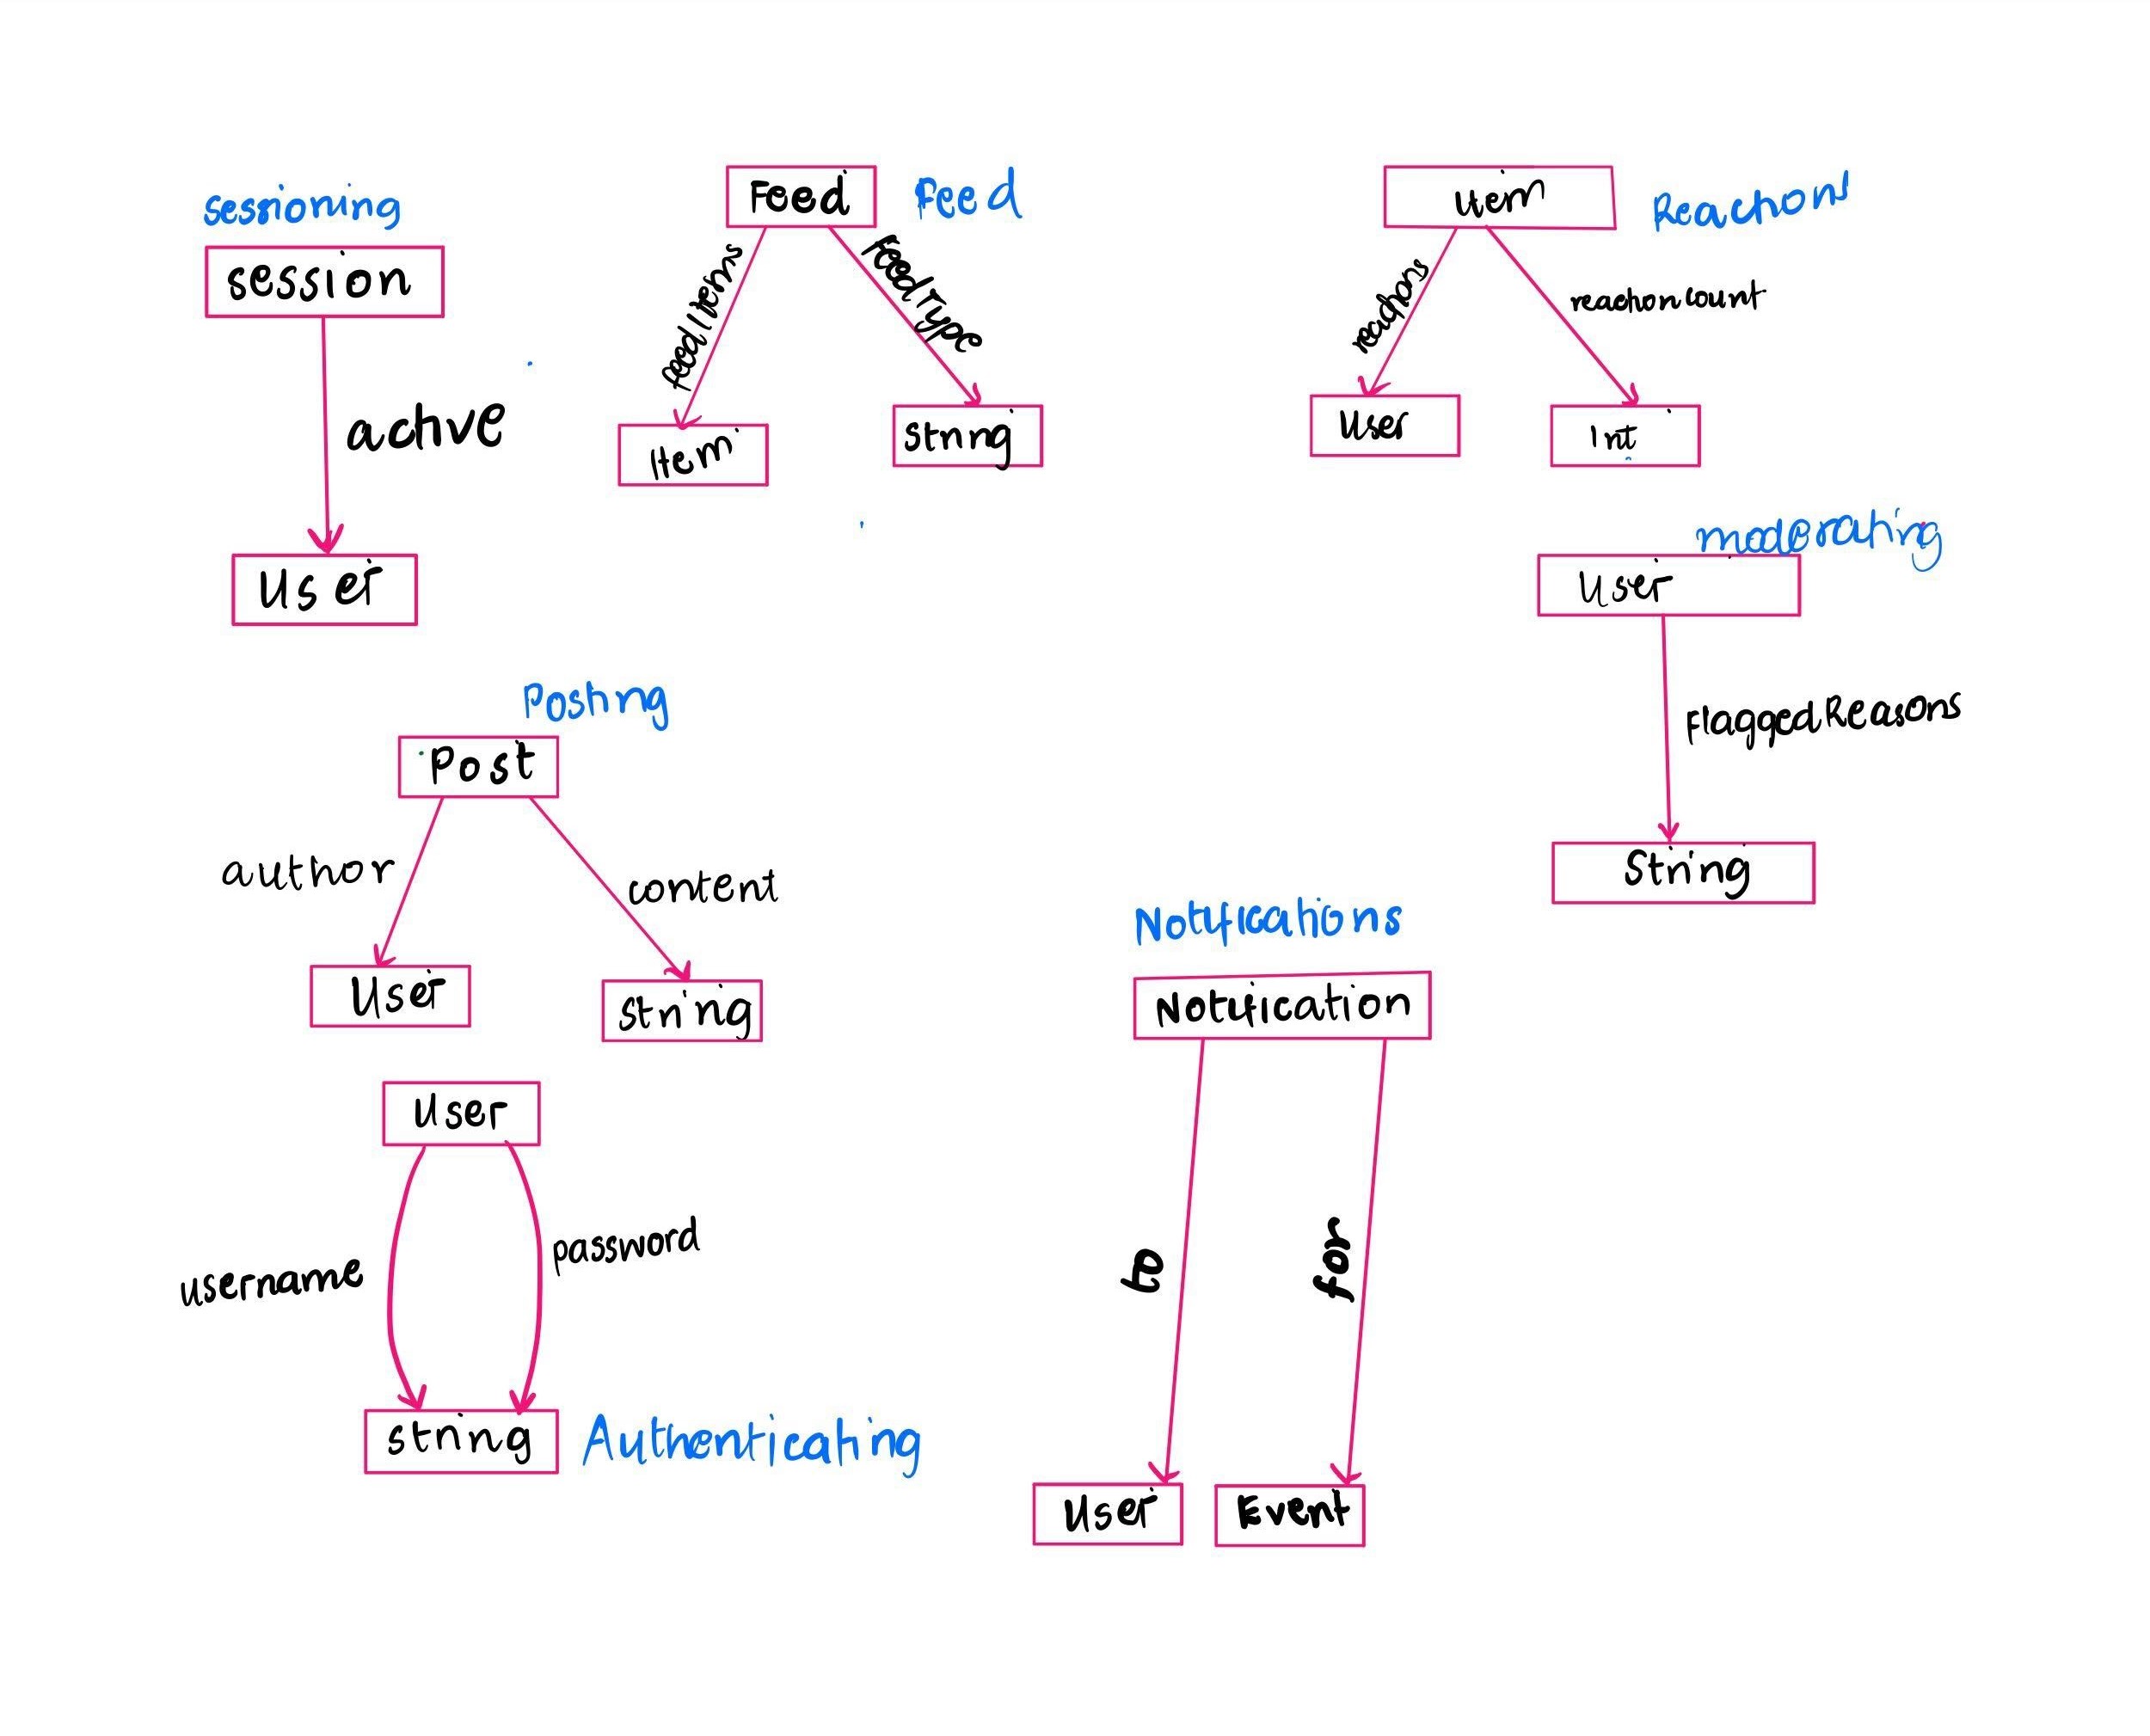 sessioning
session
active
User
Feed
Feed
feedItems
FeedType
Item
String
item
Reactions
reactions
reactioncount
User
Int
moderating
User
FlaggedReasons
String
Posting
Post
author
content
User
string
User
username
password
string
Authenticating
Notifications
Notification
to
for
User
Event